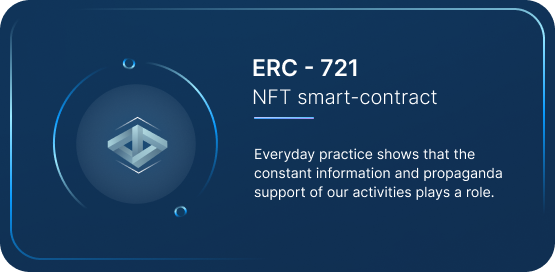 ERC - 721
NFT smart-contract
Everyday practice shows that the
constant information and propaganda
support of our activities plays a role.